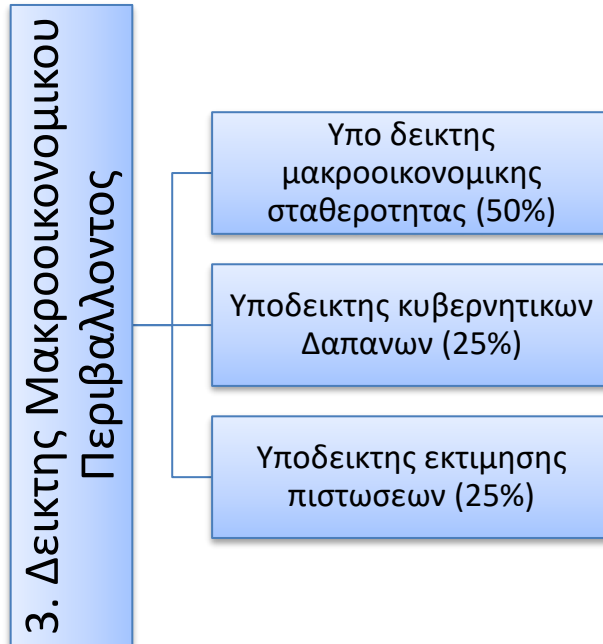 3. Δεικτης Μακροοικονομικου
Περιβαλλοντος
Υπο δεικτης
μακροοικονομικης
σταθεροτητας (50%)
Υποδεικτης κυβερνητικων
Δαπανων (25%)
Υποδεικτης εκτιμησης
πιστωσεων (25%)